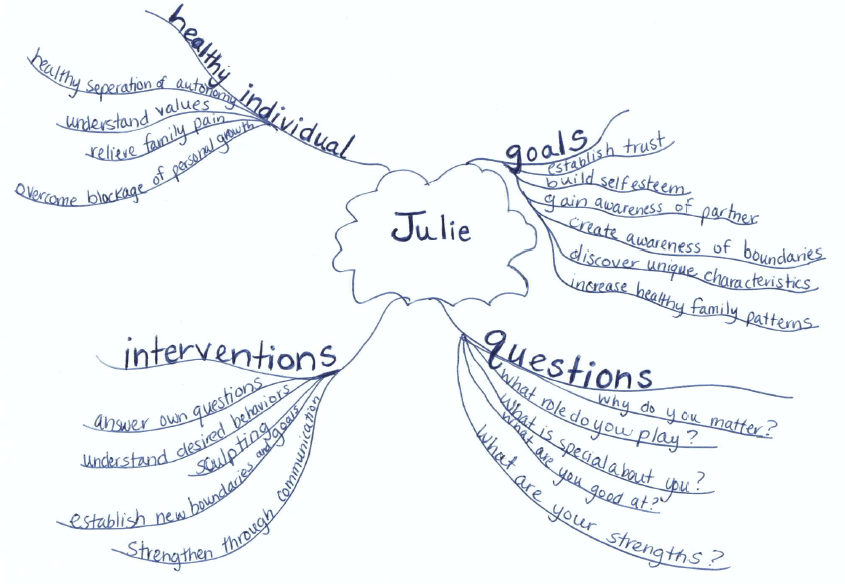 healthy individual
healthy seperation of autonomy
understand values
relieve family pain
overcome blockage of personal growth
goals
establish trust
build self esteem
gain awareness of partner
create awareness of boundaries
discover unique characteristics
increase healthy family patterns
Julie
interventions
answer own questions
understand desired behaviors
sculpting
establish new boundaries and goals
strengthen through communication
questions
why do you matter?
What role do you play?
What is special about you?
What are you good at?
What are your strengths?